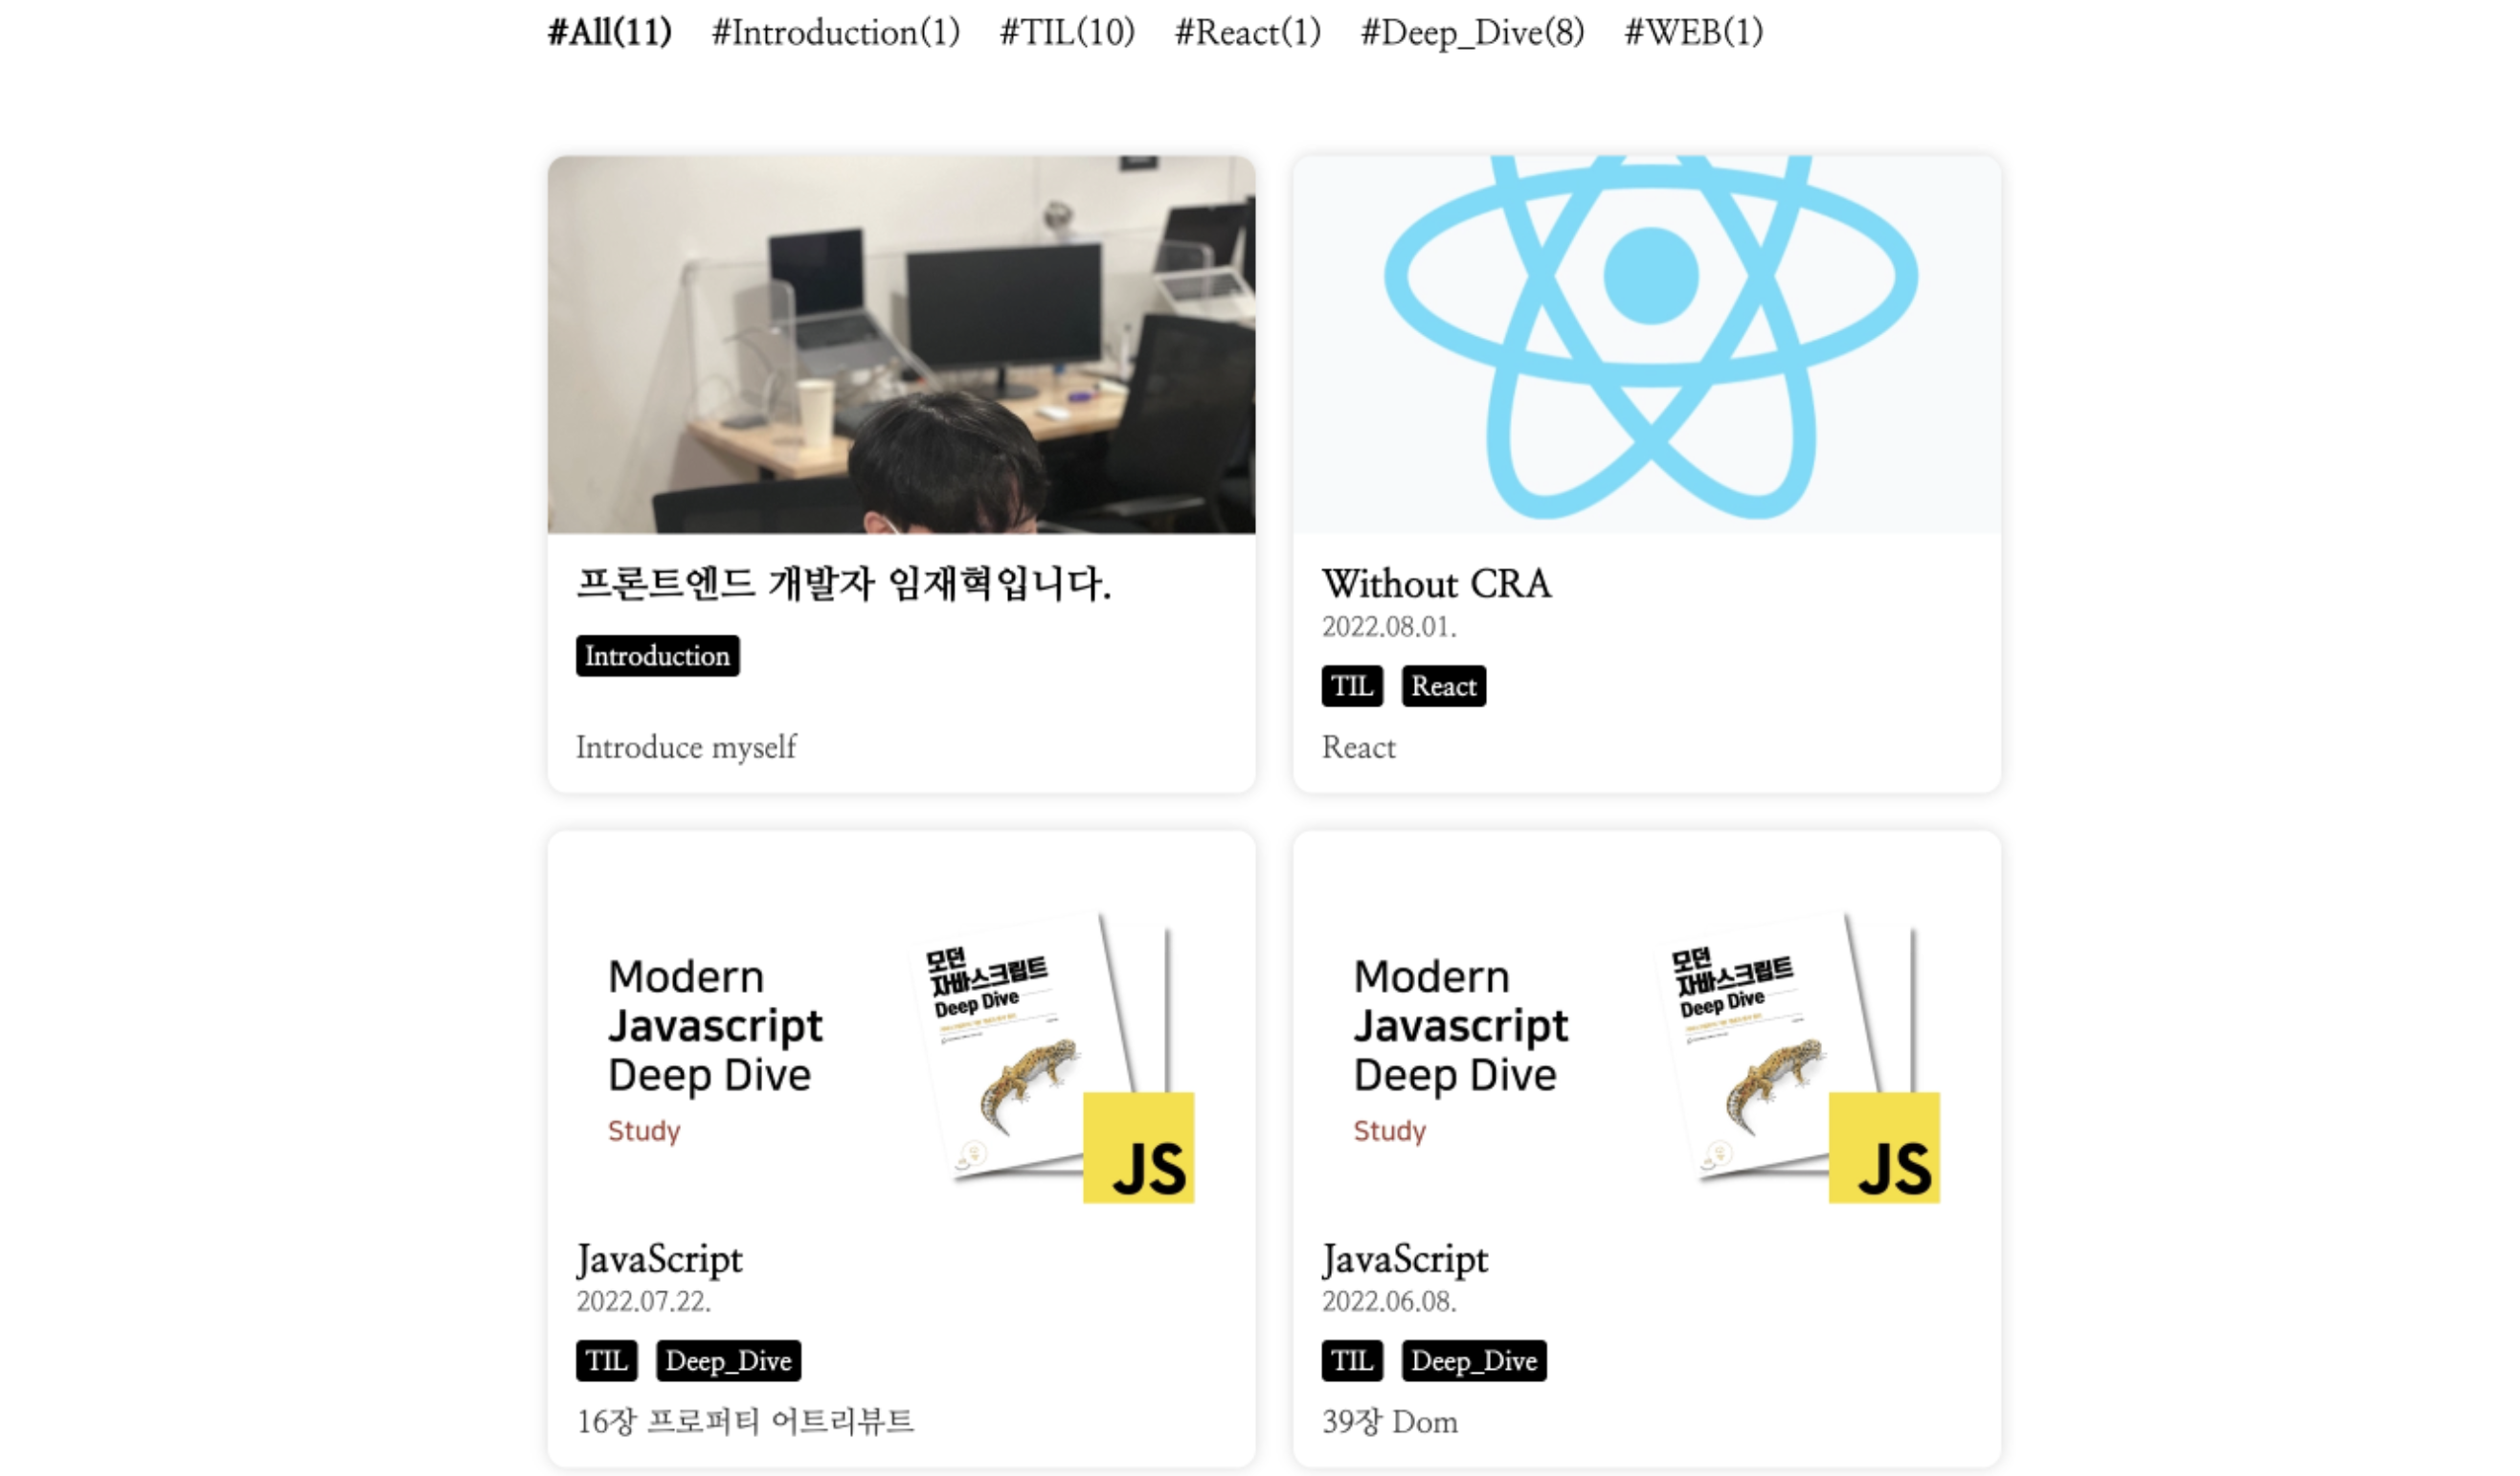 #All(11) #Introduction(1) #TIL(10) #React(1) #Deep_Dive(8) #WEB(1)
프론트엔드 개발자 임재혁입니다.
Introduction
Introduce myself
Without CRA
2022.08.01.
TIL React
React
Modern
Javascript
Deep Dive
Study
모던
자바스크립트
Deep Dive
JS
JavaScript
2022.07.22.
TIL Deep_Dive
16장 프로퍼티 어트리뷰트
Modern
Javascript
Deep Dive
Study
모던
자바스크립트
Deep Dive
JS
JavaScript
2022.06.08.
TIL Deep_Dive
39장 Dom